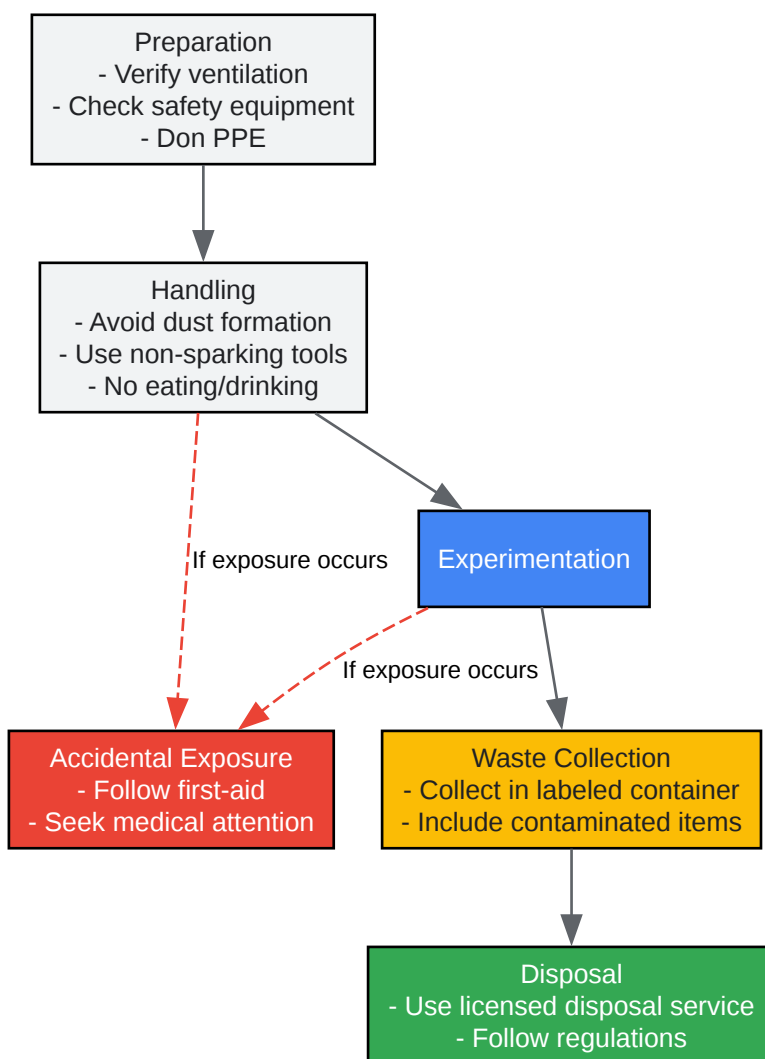 Preparation
- Verify ventilation
- Check safety equipment
- Don PPE
Handling
- Avoid dust formation
- Use non-sparking tools
- No eating/drinking
If exposure occurs
Experimentation
If exposure occurs
Accidental Exposure
- Follow first-aid
- Seek medical attention
Waste Collection
- Collect in labeled container
- Include contaminated items
Disposal
- Use licensed disposal service
- Follow regulations